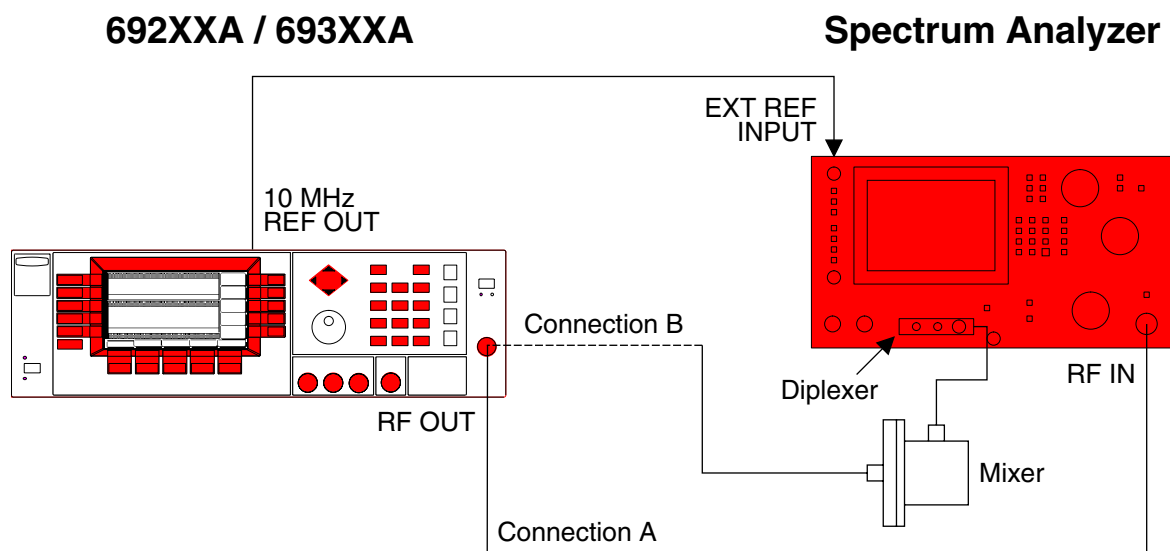 692XXA / 693XXA
Spectrum Analyzer
EXT REF
INPUT
10 MHz
REF OUT
Connection B
Diplexer
RF IN
RF OUT
Mixer
Connection A